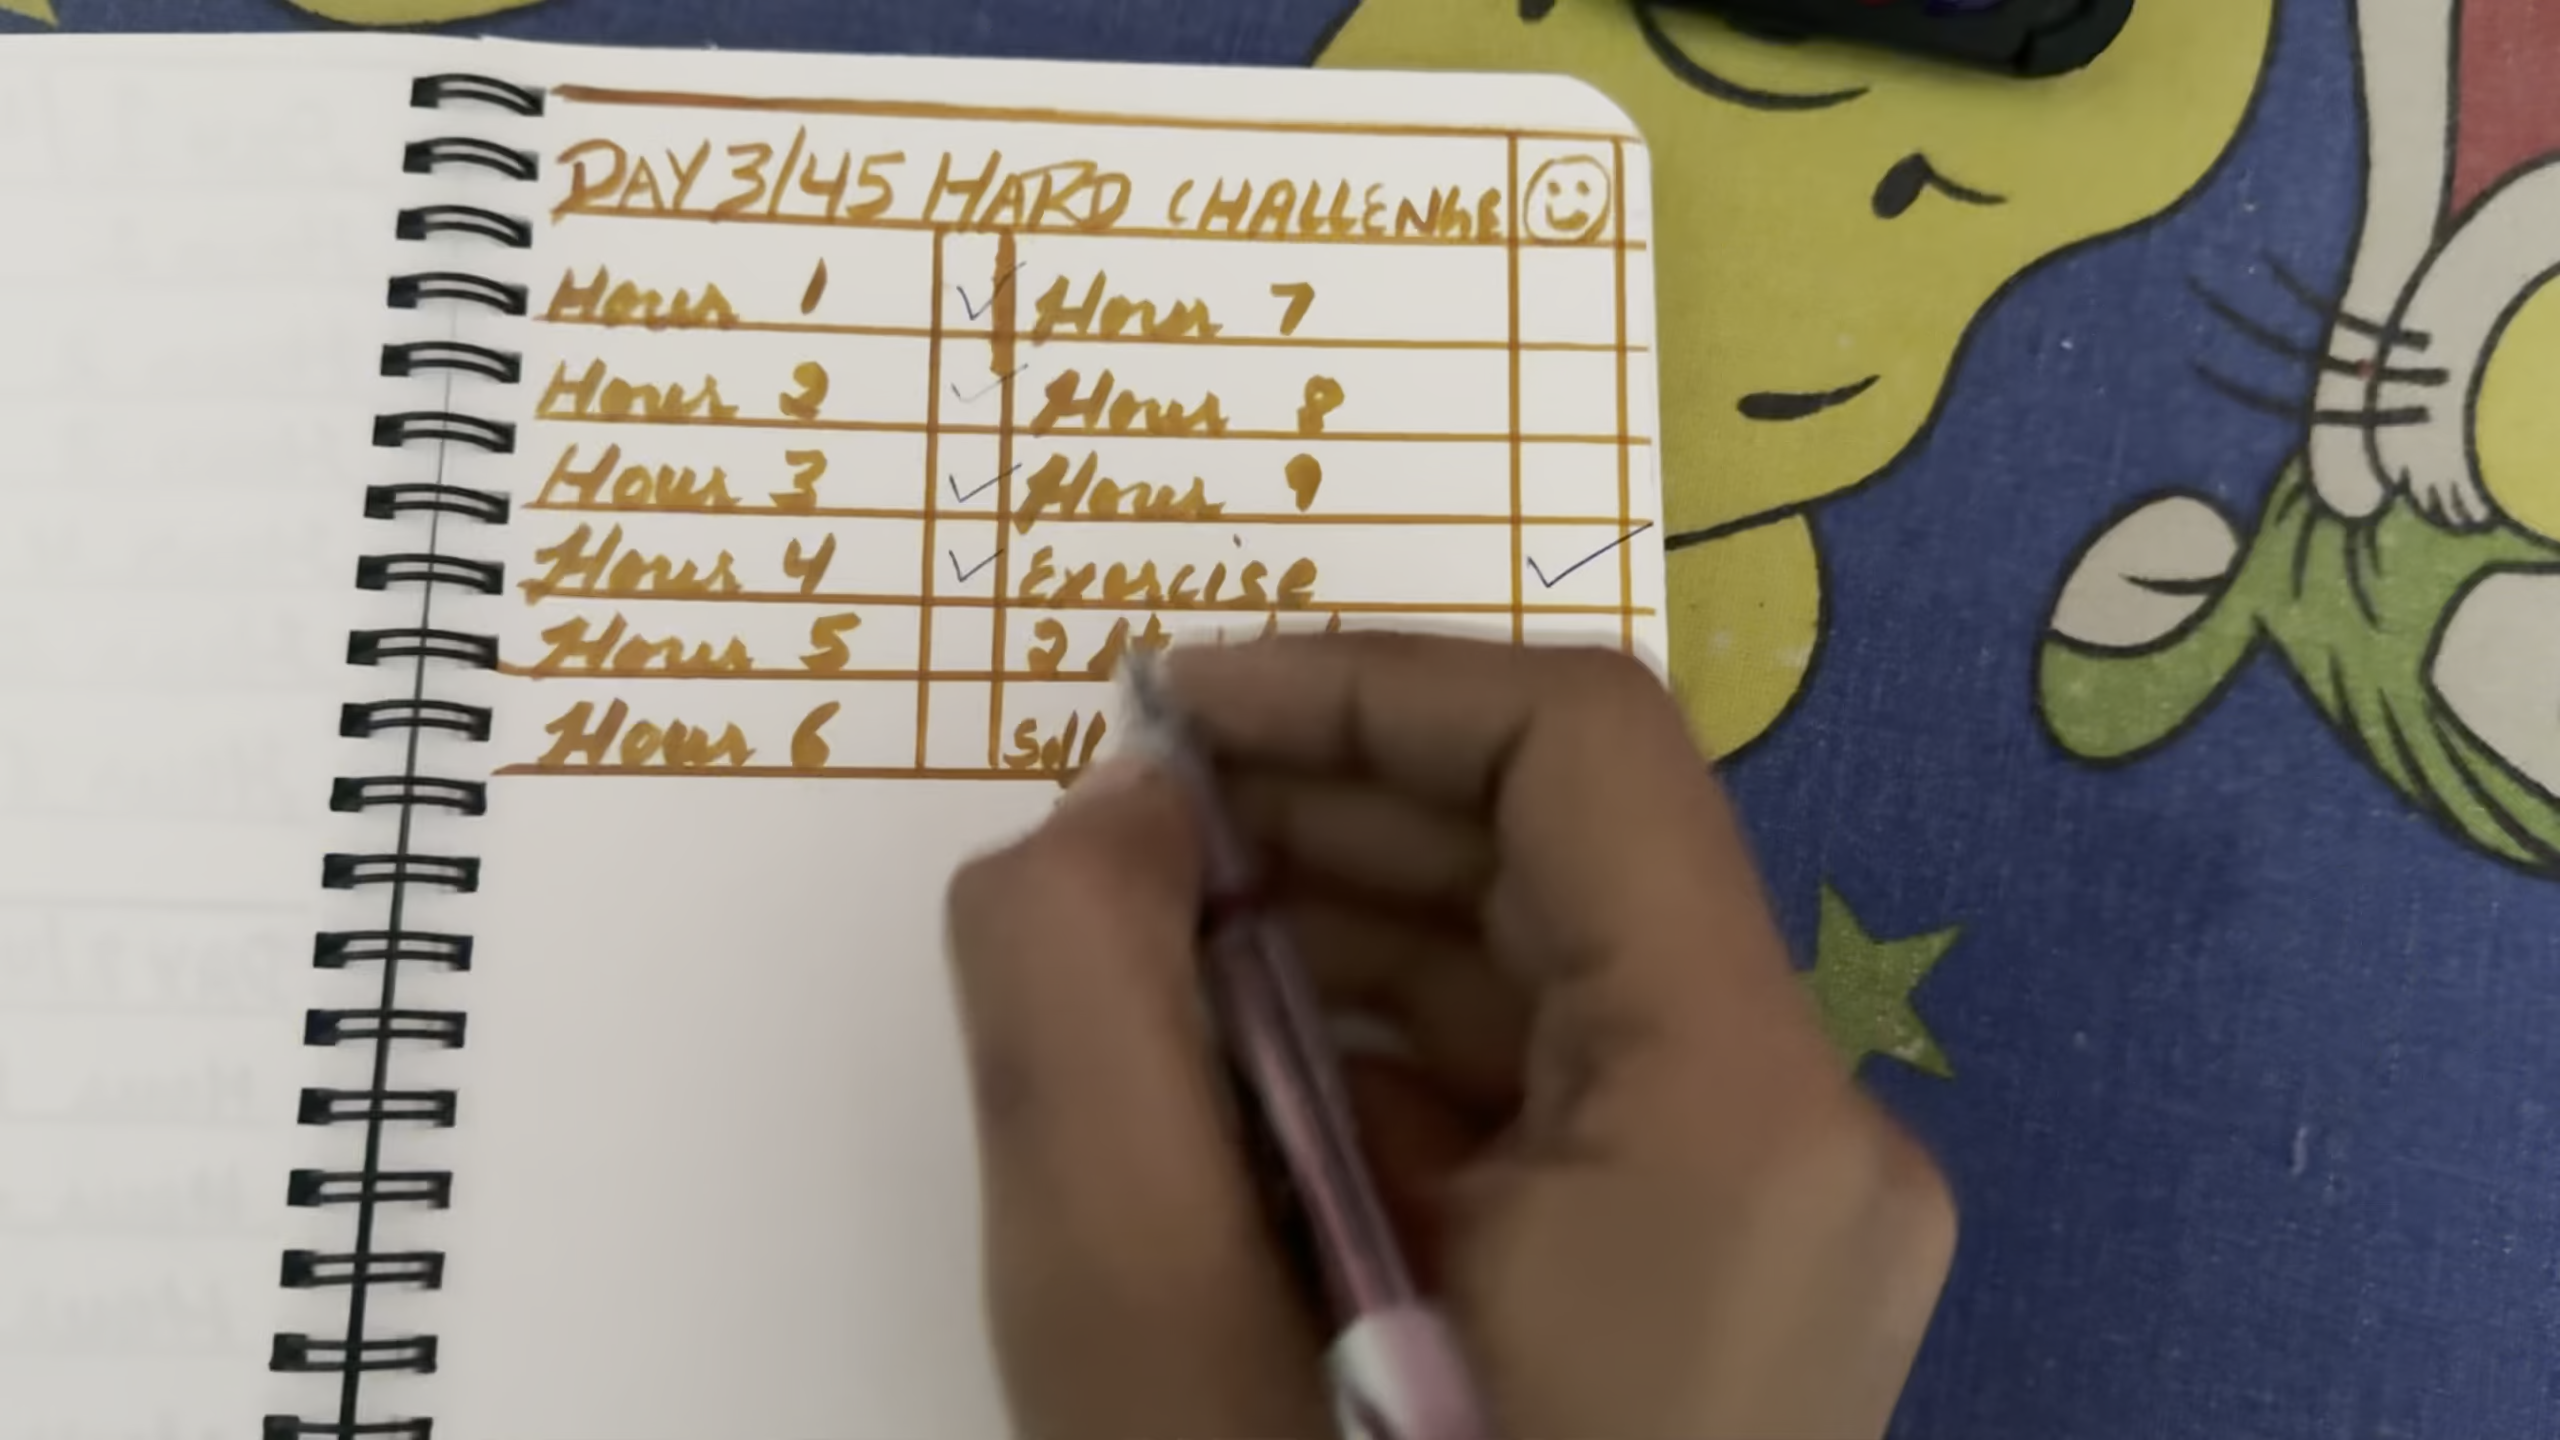 DAY 3/45 HARD CHALLENGE
Hour 1 ✓ Hour 7
Hour 2 ✓ Hour 8
Hour 3 ✓ Hour 9
Hour 4 ✓ Exercise ✓
Hour 5 2
Hour 6